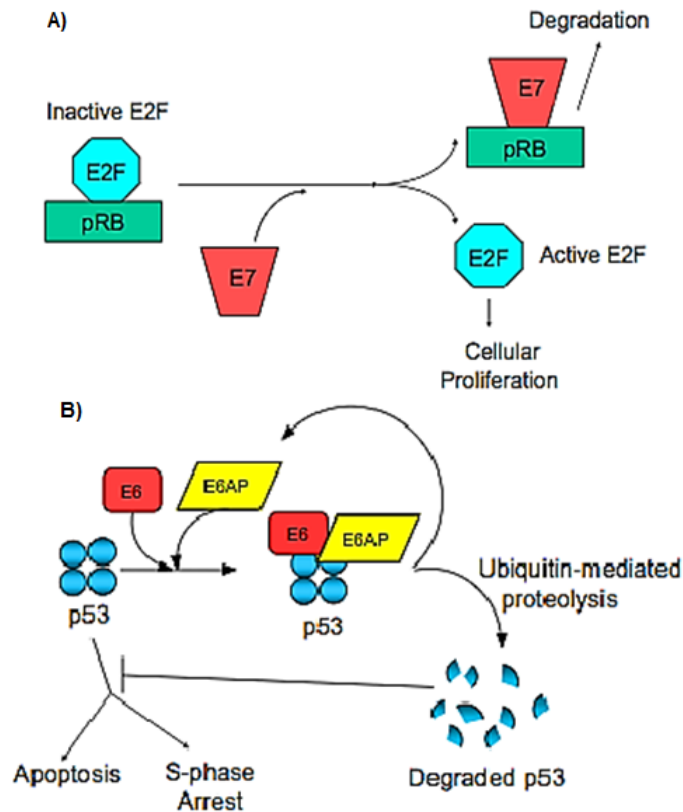 A)
Degradation
Inactive E2F
E7
E2F
pRB
pRB
E7
E2F
Active E2F
Cellular
Proliferation
B)
E6
E6AP
E6
E6AP
p53
p53
Ubiquitin-mediated
proteolysis
Apoptosis
S-phase
Arrest
Degraded p53